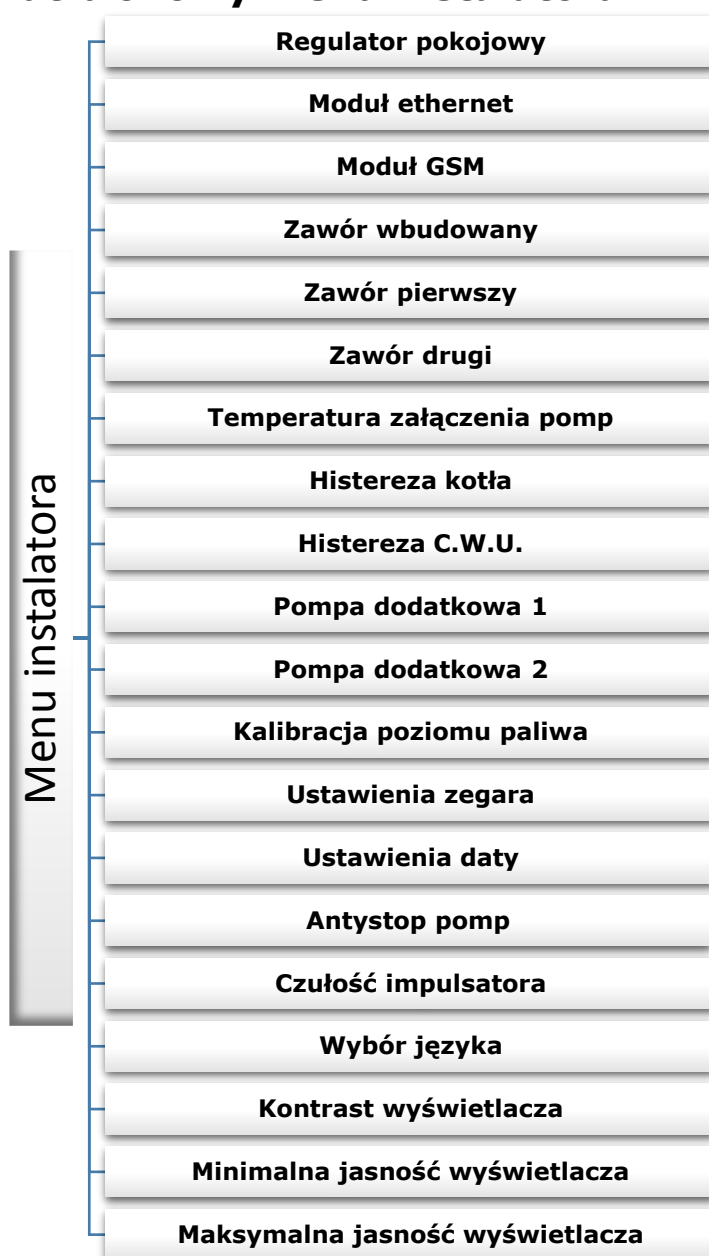 Regulator pokojowy
Moduł ethernet
Moduł GSM
Zawór wbudowany
Zawór pierwszy
Zawór drugi
Temperatura załączenia pomp
Histereza kotła
Histereza C.W.U.
Menu instalatora
Pompa dodatkowa 1
Pompa dodatkowa 2
Kalibracja poziomu paliwa
Ustawienia zegara
Ustawienia daty
Antystop pomp
Czułość impulsatora
Wybór języka
Kontrast wyświetlacza
Minimalna jasność wyświetlacza
Maksymalna jasność wyświetlacza